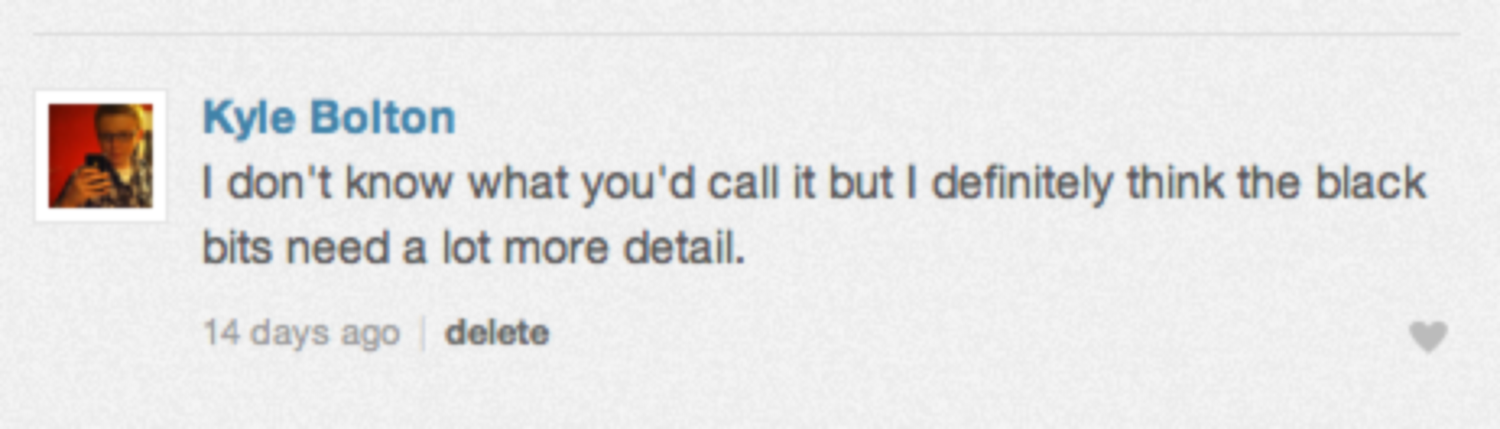 Kyle Bolton
I don't know what you'd call it but I definitely think the black
bits need a lot more detail.
14 days ago | delete